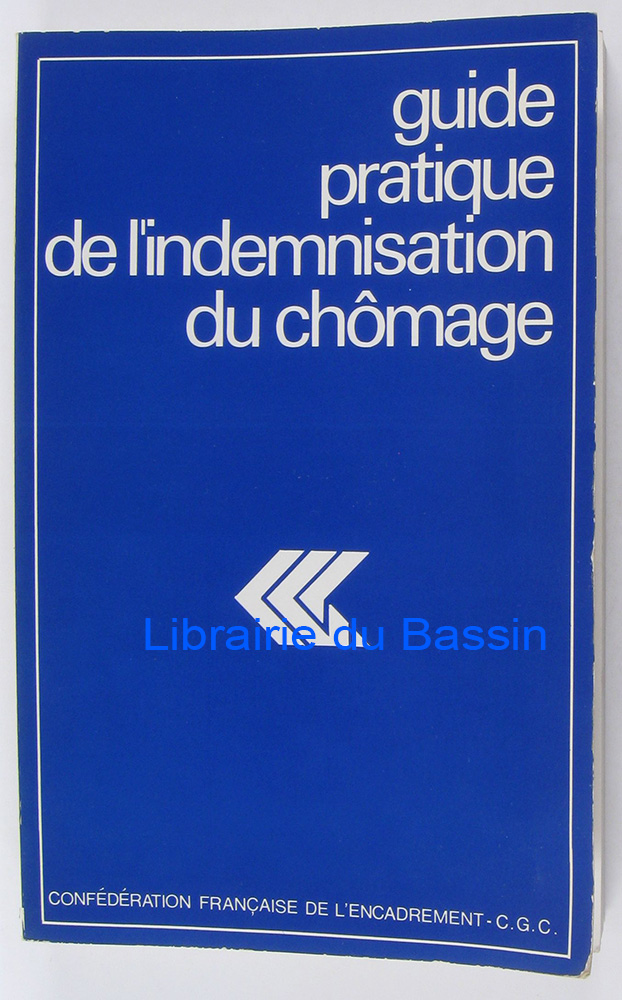 guide
pratique
de l'indemnisation
du chômage
Librairie du Bassin
CONFÉDÉRATION FRANÇAISE DE L'ENCADREMENT - C.G.C.